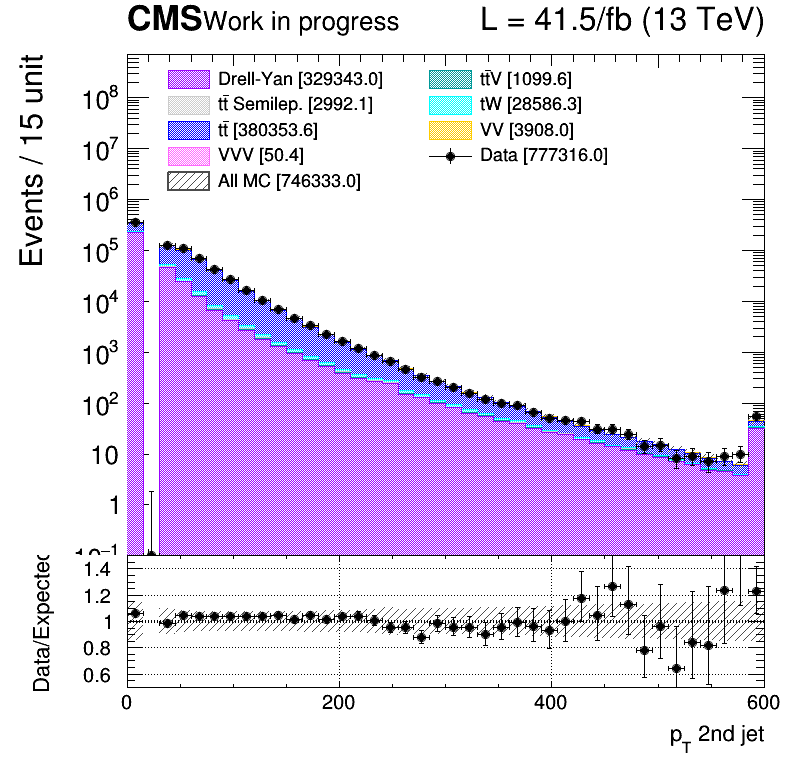 CMS Work in progress L = 41.5/fb (13 TeV)
Events / 15 unit
Drell-Yan [329343.0]
tt̄ Semilep. [2992.1]
tt̄ [380353.6]
VVV [50.4]
All MC [746333.0]
tt̄V [1099.6]
tW [28586.3]
VV [3908.0]
Data [777316.0]
10⁸
10⁷
10⁶
10⁵
10⁴
10³
10²
10
1
10⁻¹
Data/Expected
1.4
1.2
1
0.8
0.6
0 200 400 600
p_T 2nd jet